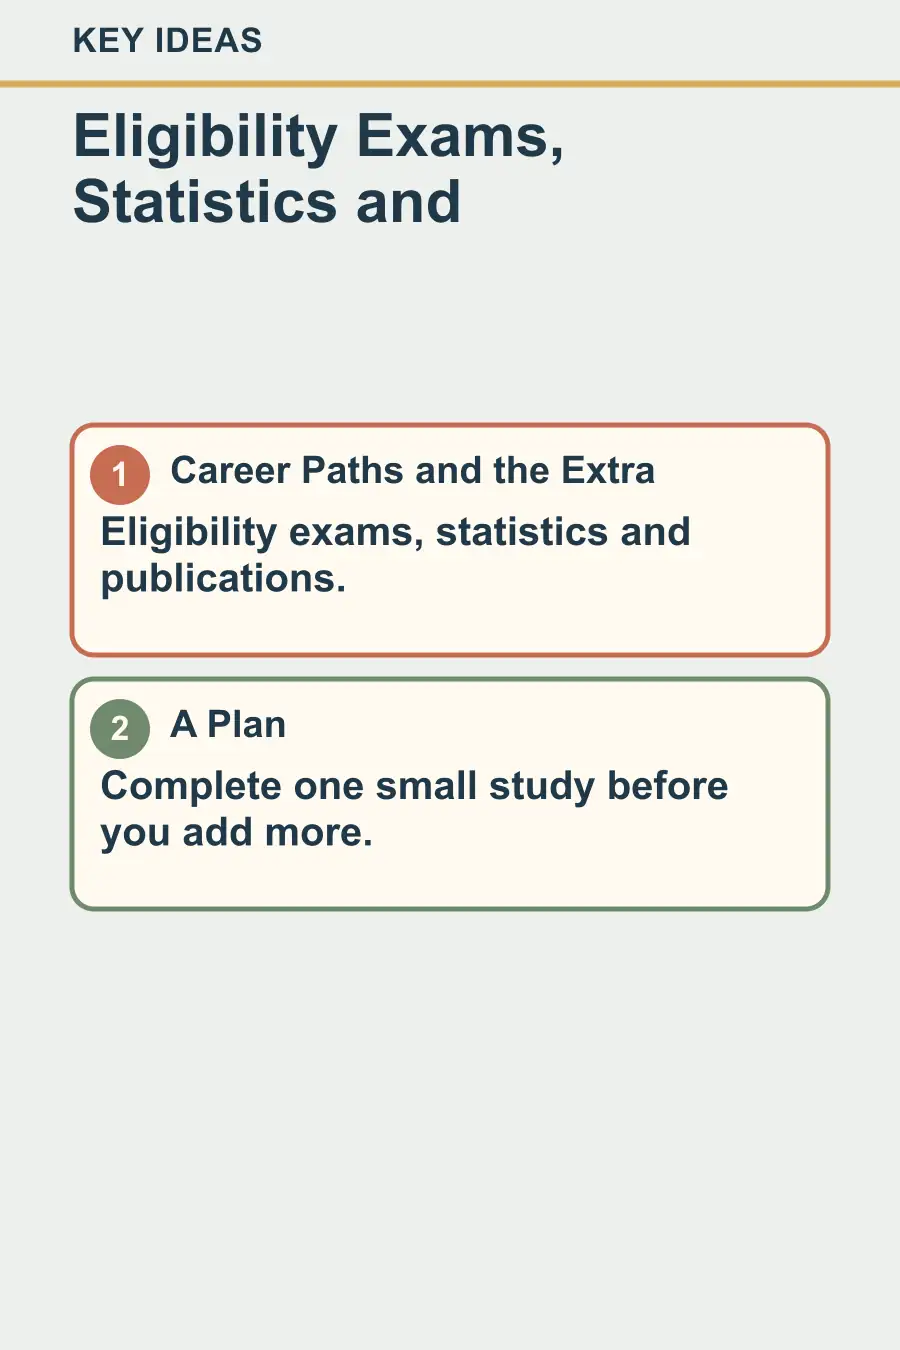 KEY IDEAS
Eligibility Exams,
Statistics and
1 Career Paths and the Extra
Eligibility exams, statistics and
publications.
2 A Plan
Complete one small study before
you add more.